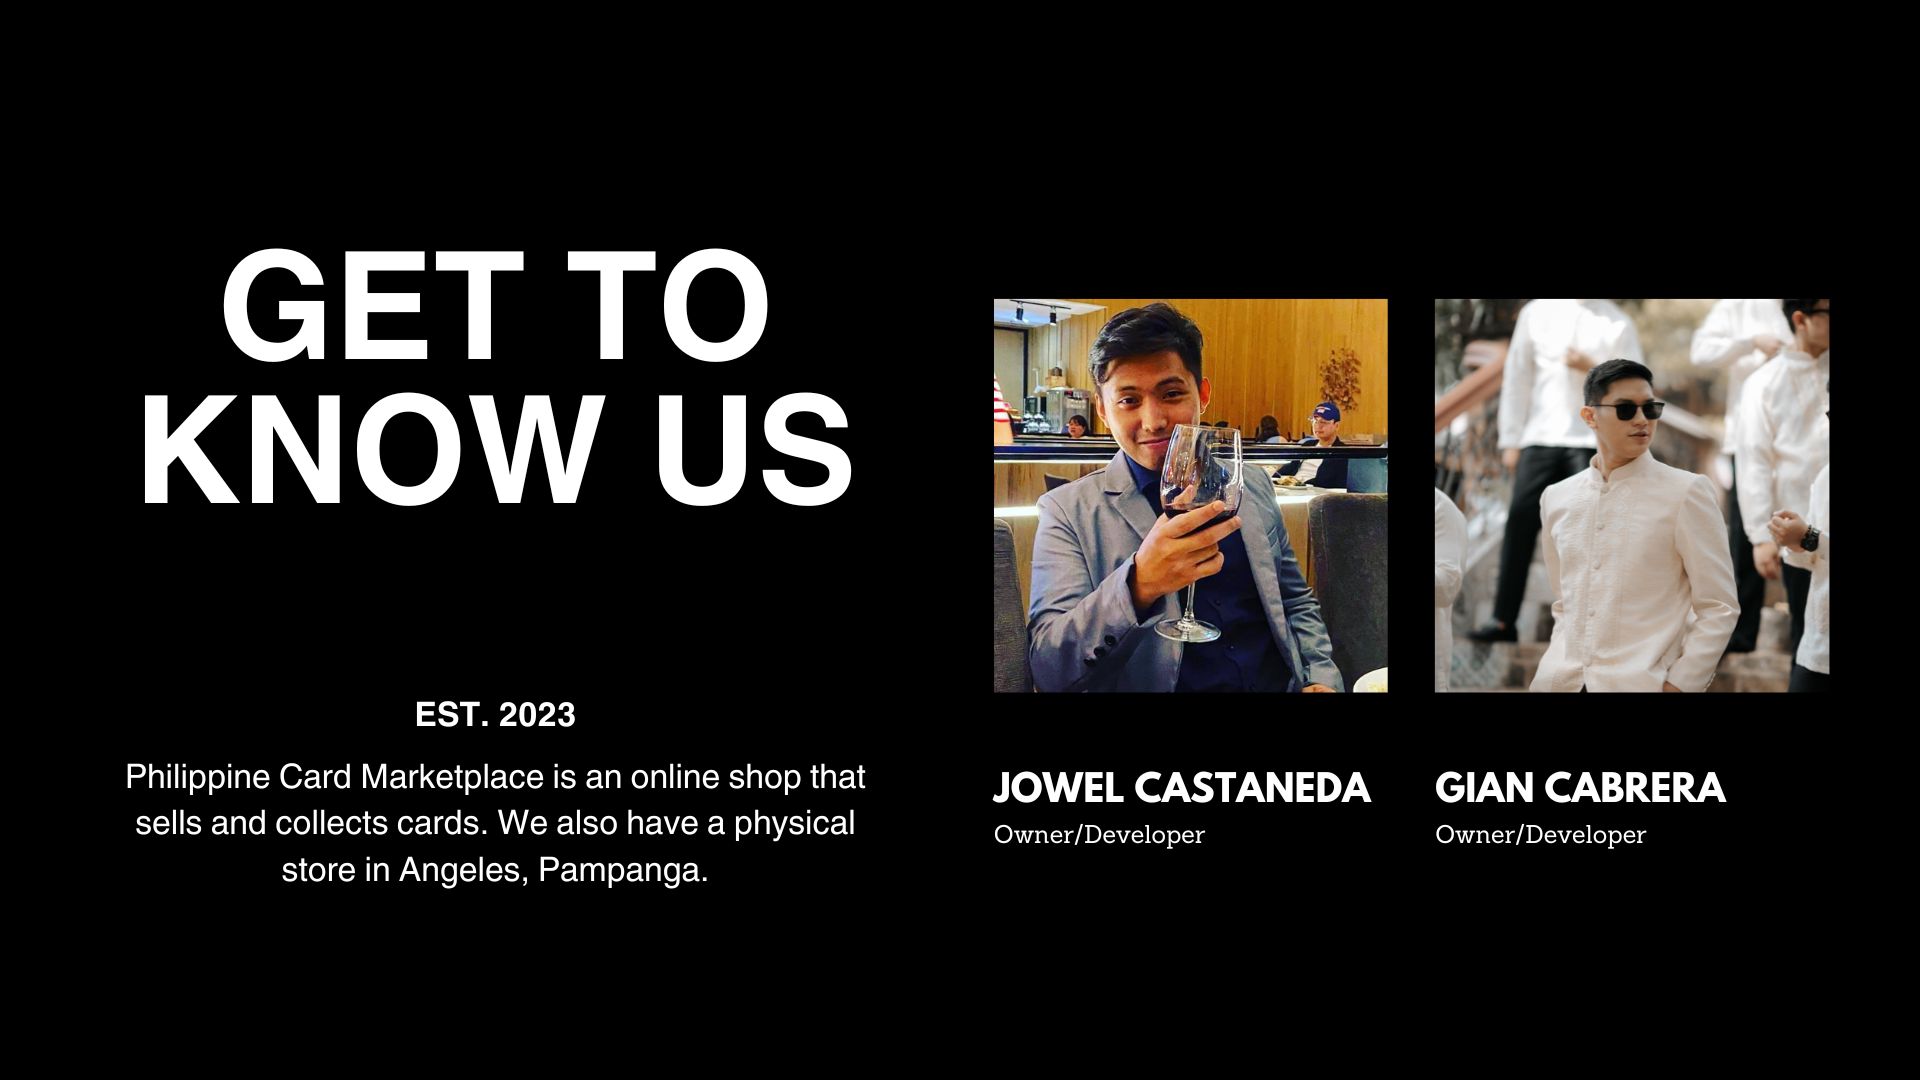 GET TO
KNOW US
EST. 2023
Philippine Card Marketplace is an online shop that
sells and collects cards. We also have a physical
store in Angeles, Pampanga.
JOWEL CASTANEDA
Owner/Developer
GIAN CABRERA
Owner/Developer